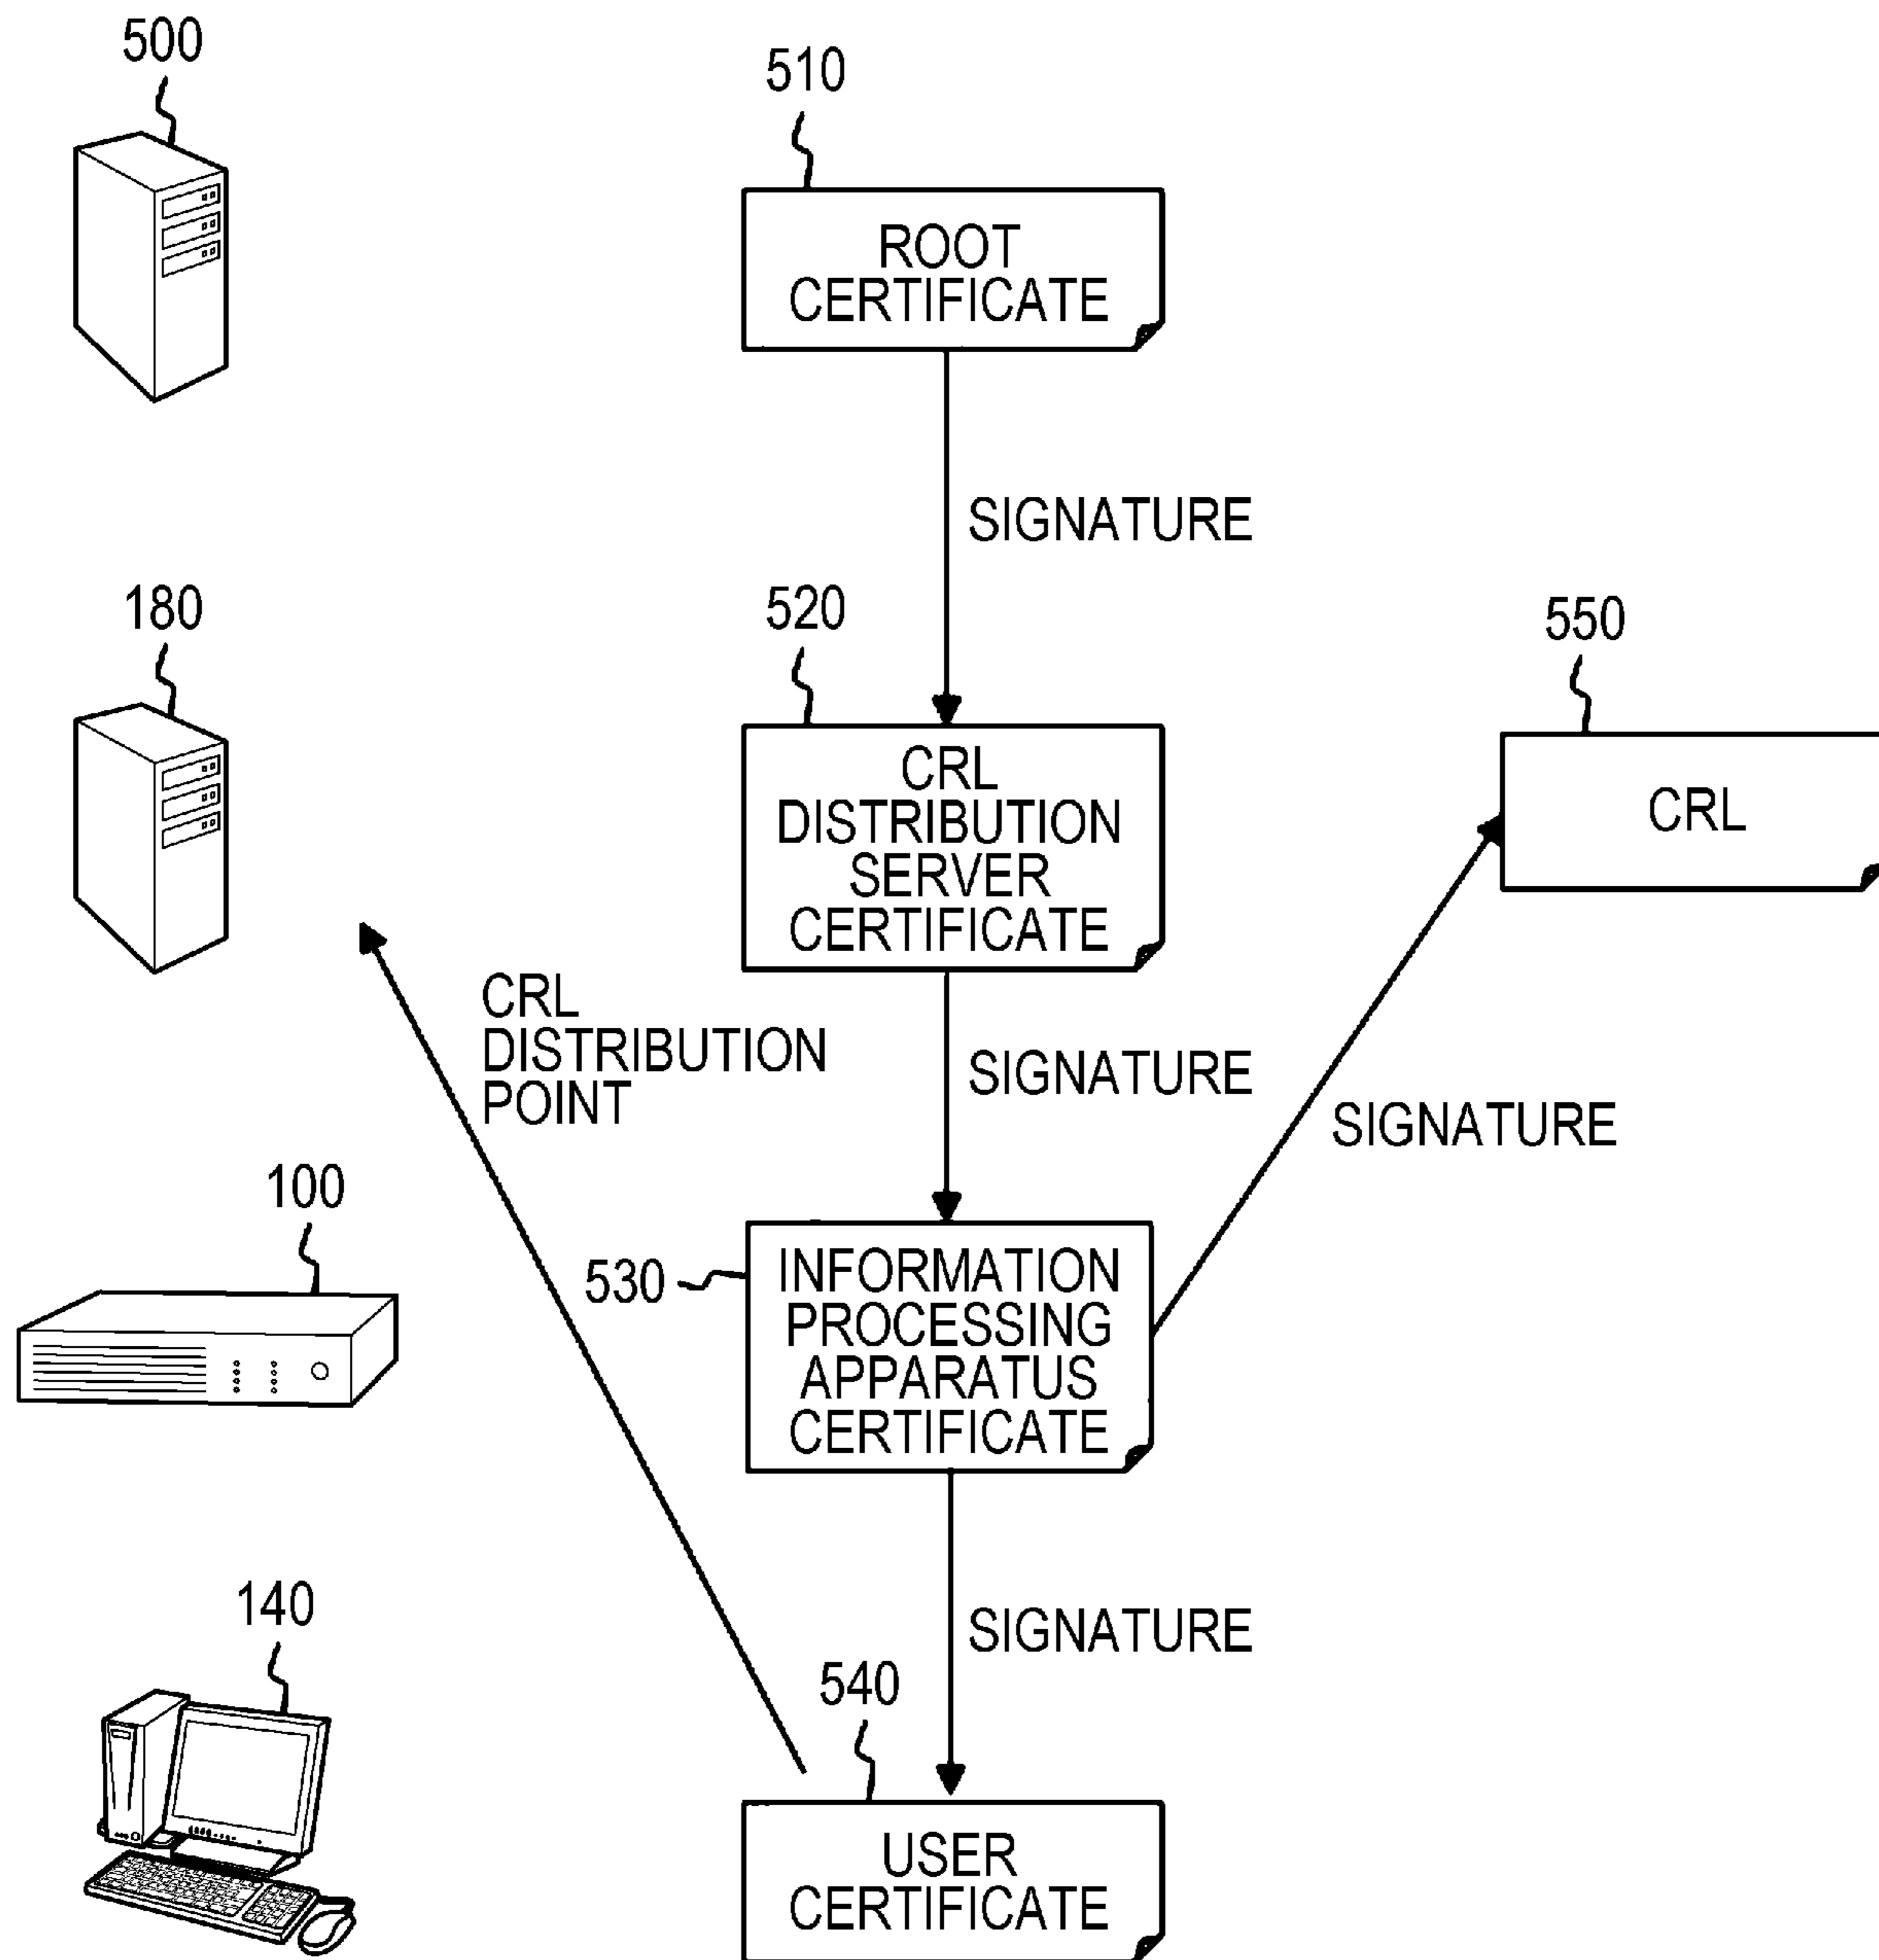 500
510
ROOT
CERTIFICATE
SIGNATURE
180
520
550
CRL
DISTRIBUTION
SERVER
CERTIFICATE
CRL
CRL
DISTRIBUTION
POINT
SIGNATURE
SIGNATURE
100
530
INFORMATION
PROCESSING
APPARATUS
CERTIFICATE
140
SIGNATURE
540
USER
CERTIFICATE